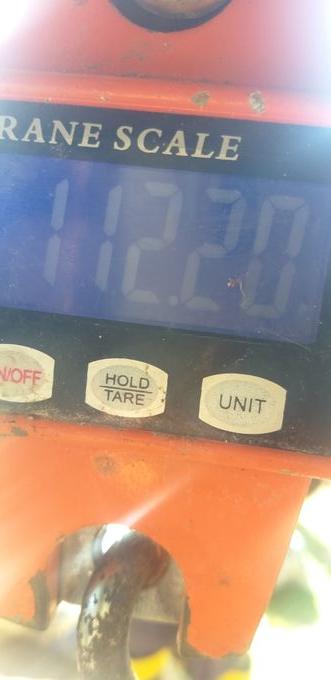 RANE SCALE
112.20
N/OFF
HOLD
TARE
UNIT